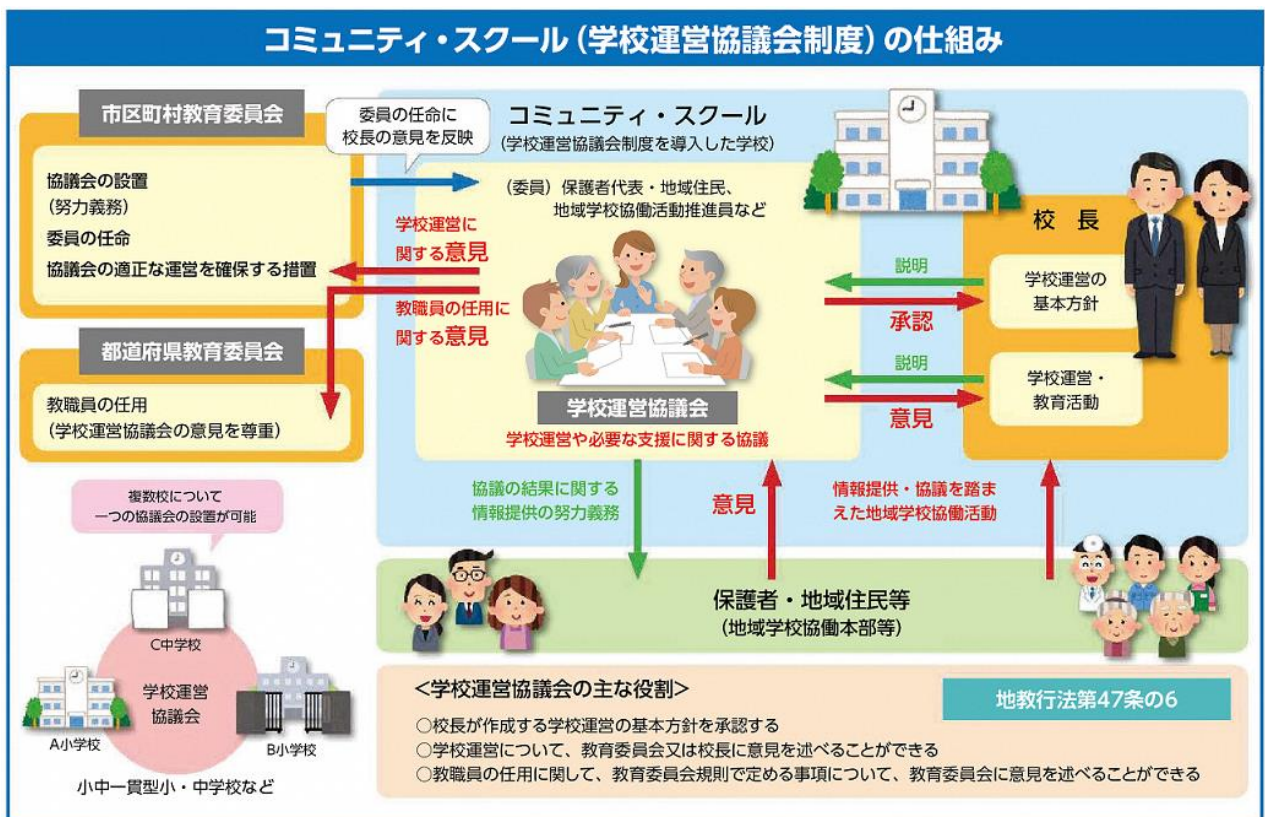 コミュニティ・スクール(学校運営協議会制度)の仕組み
市区町村教育委員会
協議会の設置
(努力義務)
委員の任命
協議会の適正な運営を確保する措置
委員の任命に
校長の意見を反映
コミュニティ・スクール
(学校運営協議会制度を導入した学校)
(委員)保護者代表・地域住民、
地域学校協働活動推進員など
学校運営に
関する意見
教職員の任用に
関する意見
学校運営協議会
学校運営や必要な支援に関する協議
説明
承認
説明
意見
校 長
学校運営の
基本方針
学校運営・
教育活動
都道府県教育委員会
教職員の任用
(学校運営協議会の意見を尊重)
協議の結果に関する
情報提供の努力義務
意見
情報提供・協議を踏ま
えた地域学校協働活動
保護者・地域住民等
(地域学校協働本部等)
複数校について
一つの協議会の設置が可能
C中学校
学校運営
協議会
A小学校
B小学校
小中一貫型小・中学校など
<学校運営協議会の主な役割>
地教行法第47条の6
○校長が作成する学校運営の基本方針を承認する
○学校運営について、教育委員会又は校長に意見を述べることができる
○教職員の任用に関して、教育委員会規則で定める事項について、教育委員会に意見を述べることができる